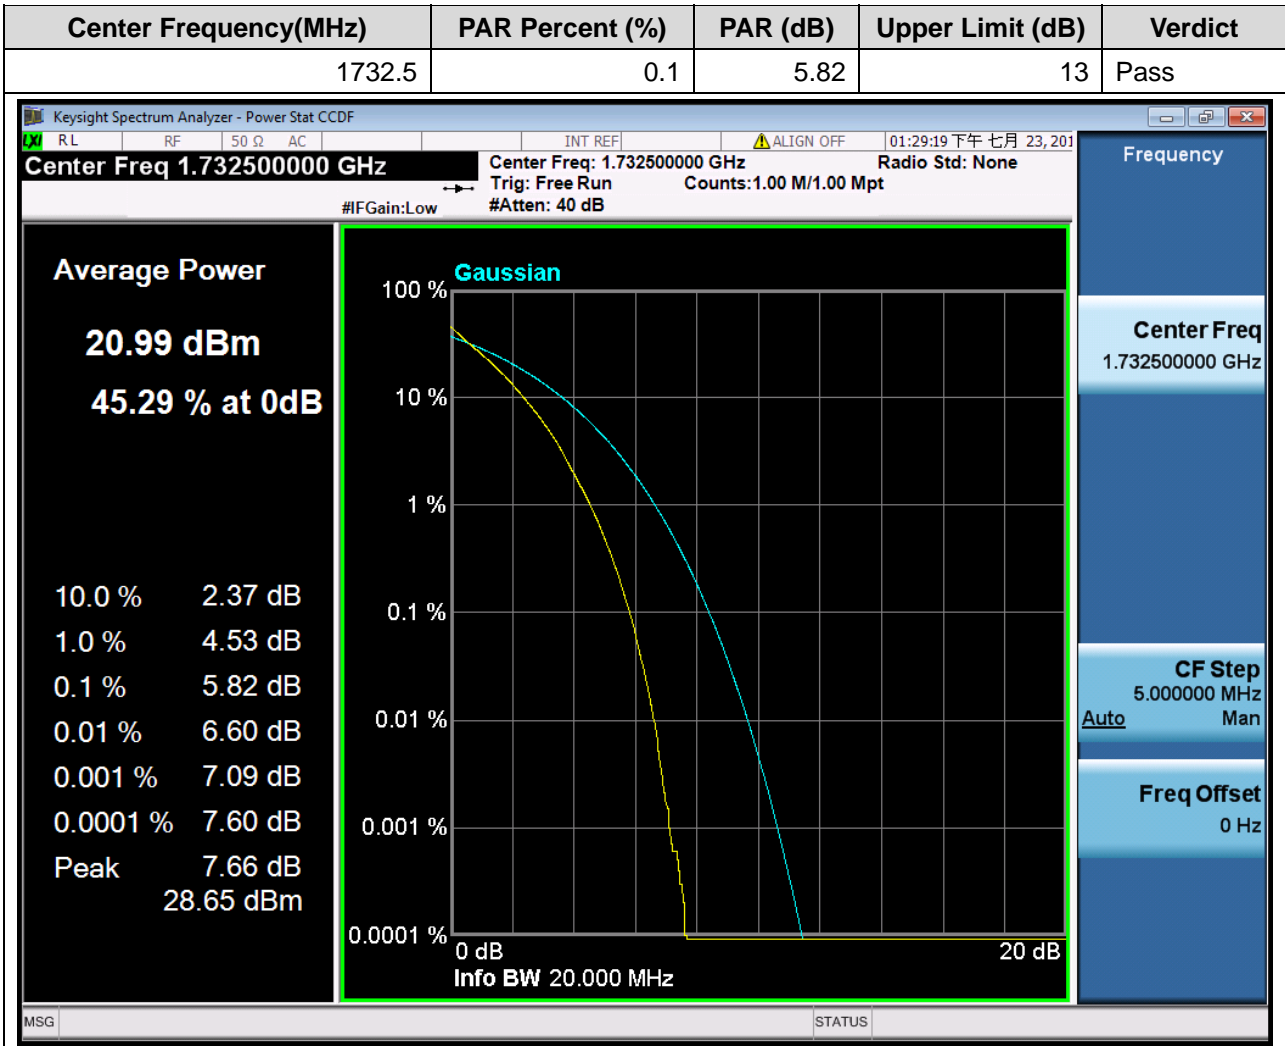 Center Frequency(MHz) PAR Percent (%) PAR (dB) Upper Limit (dB) Verdict
1732.5 0.1 5.82 13 Pass
Keysight Spectrum Analyzer - Power Stat CCDF
LXI RL RF 50 Ω AC INT REF ALIGN OFF 01:29:19 下午 七月 23, 201
Center Freq 1.732500000 GHz
Center Freq: 1.732500000 GHz Radio Std: None
Trig: Free Run Counts:1.00 M/1.00 Mpt
#IFGain:Low #Atten: 40 dB
Frequency
Average Power
20.99 dBm
45.29 % at 0dB
10.0 % 2.37 dB
1.0 % 4.53 dB
0.1 % 5.82 dB
0.01 % 6.60 dB
0.001 % 7.09 dB
0.0001 % 7.60 dB
Peak 7.66 dB
28.65 dBm
Gaussian
100 %
10 %
1 %
0.1 %
0.01 %
0.001 %
0.0001 %
0 dB 20 dB
Info BW 20.000 MHz
Center Freq
1.732500000 GHz
CF Step
5.000000 MHz
Auto Man
Freq Offset
0 Hz
MSG STATUS